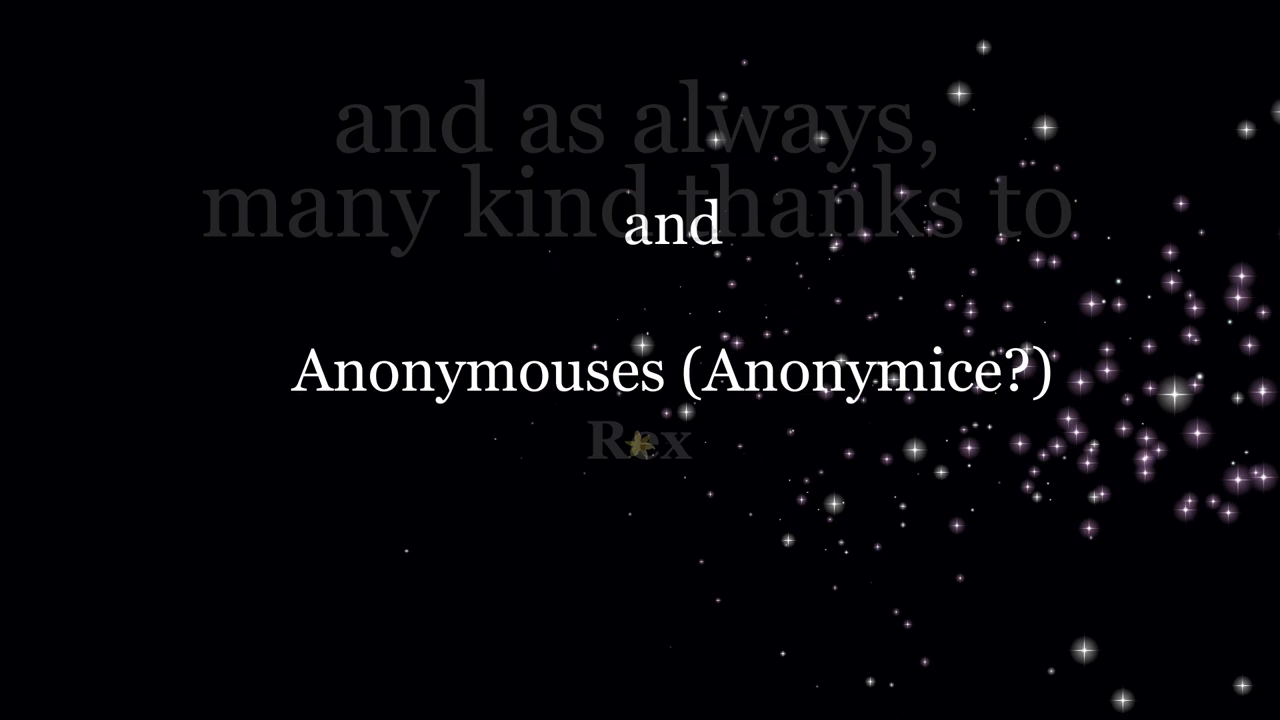 and as always,
many kind thanks to
and
Anonymouses (Anonymice?)
Rex